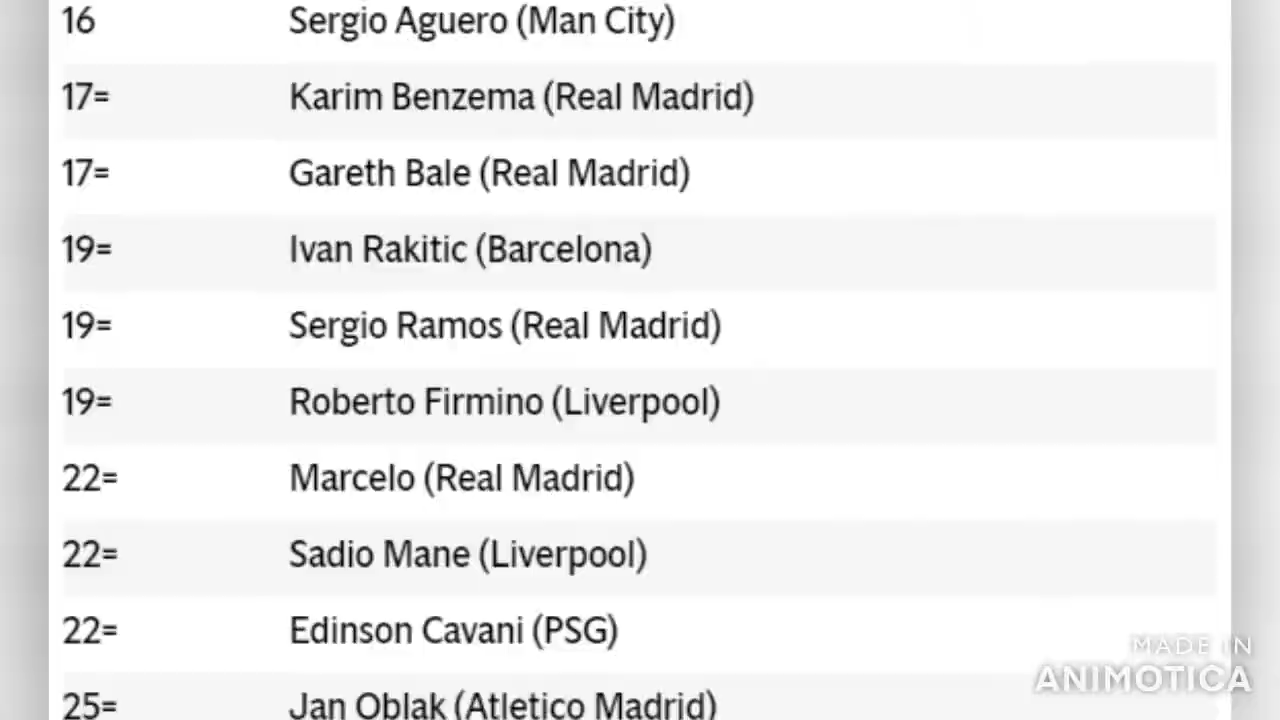 16 Sergio Aguero (Man City)
17= Karim Benzema (Real Madrid)
17= Gareth Bale (Real Madrid)
19= Ivan Rakitic (Barcelona)
19= Sergio Ramos (Real Madrid)
19= Roberto Firmino (Liverpool)
22= Marcelo (Real Madrid)
22= Sadio Mane (Liverpool)
22= Edinson Cavani (PSG)
25= Jan Oblak (Atletico Madrid)
MADE IN
ANIMOTICA